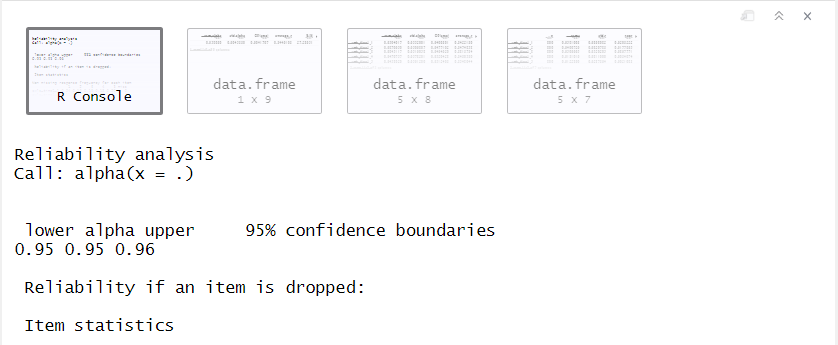 R Console
data.frame
1 x 9
data.frame
5 x 8
data.frame
5 x 7
Reliability analysis
Call: alpha(x = .)
lower alpha upper     95% confidence boundaries
0.95 0.95 0.96
Reliability if an item is dropped:
Item statistics